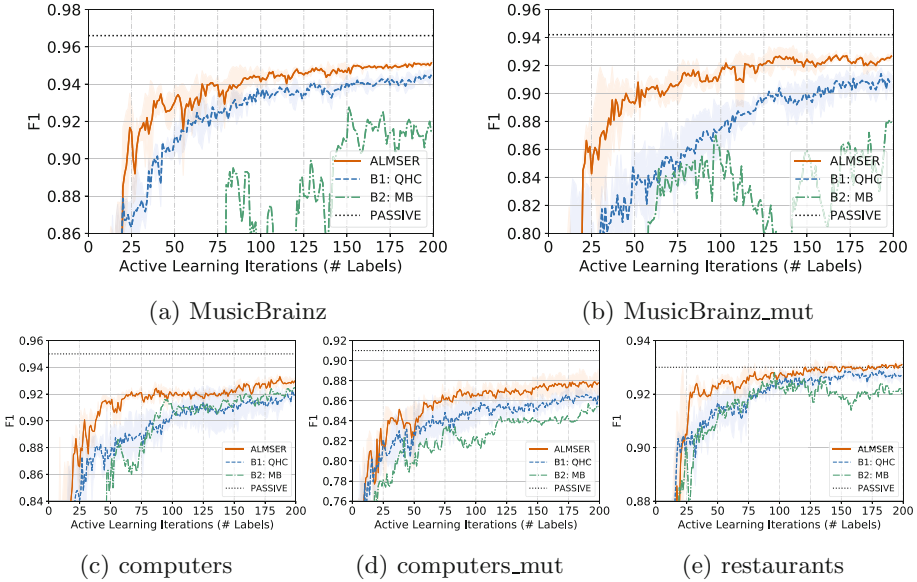 0.98
0.96
0.94
0.92
0.90
0.88
0.86
F1
0 25 50 75 100 125 150 175 200
Active Learning Iterations (# Labels)
ALMSER
B1: QHC
B2: MB
PASSIVE
(a) MusicBrainz
0.96
0.94
0.92
0.90
0.88
0.86
0.84
0.82
0.80
F1
0 25 50 75 100 125 150 175 200
Active Learning Iterations (# Labels)
ALMSER
B1: QHC
B2: MB
PASSIVE
(b) MusicBrainz_mut
0.96
0.94
0.92
0.90
0.88
0.86
0.84
F1
0 25 50 75 100 125 150 175 200
Active Learning Iterations (# Labels)
ALMSER
B1: QHC
B2: MB
PASSIVE
(c) computers
0.92
0.90
0.88
0.86
0.84
0.82
0.80
0.78
0.76
F1
0 25 50 75 100 125 150 175 200
Active Learning Iterations (# Labels)
ALMSER
B1: QHC
B2: MB
PASSIVE
(d) computers_mut
0.94
0.92
0.90
0.88
F1
0 25 50 75 100 125 150 175 200
Active Learning Iterations (# Labels)
ALMSER
B1: QHC
B2: MB
PASSIVE
(e) restaurants